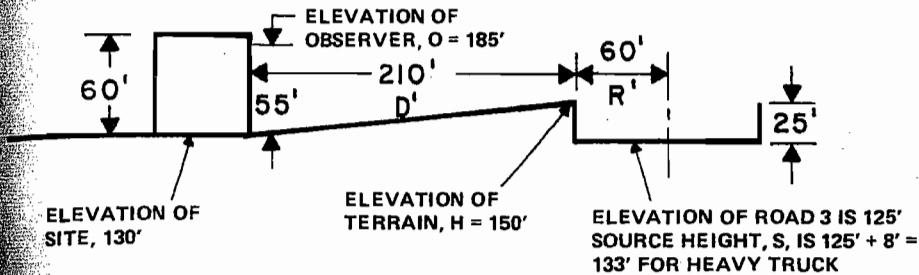 ELEVATION OF
OBSERVER, O = 185'
60'
210'
60'
55'
D'
R'
25'
ELEVATION OF
SITE, 130'
ELEVATION OF
TERRAIN, H = 150'
ELEVATION OF ROAD 3 IS 125'
SOURCE HEIGHT, S, IS 125' + 8' =
133' FOR HEAVY TRUCK